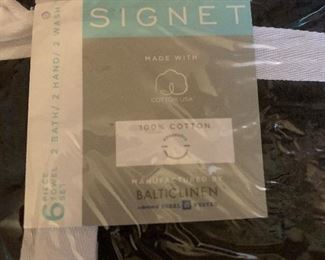 SIGNET
MADE WITH
COTTON USA
100% COTTON
MANUFACTURED BY
BALTIC LINEN
6 PIECE TOWEL SET
2 BATH/ 2 HAND/ 2 WASH